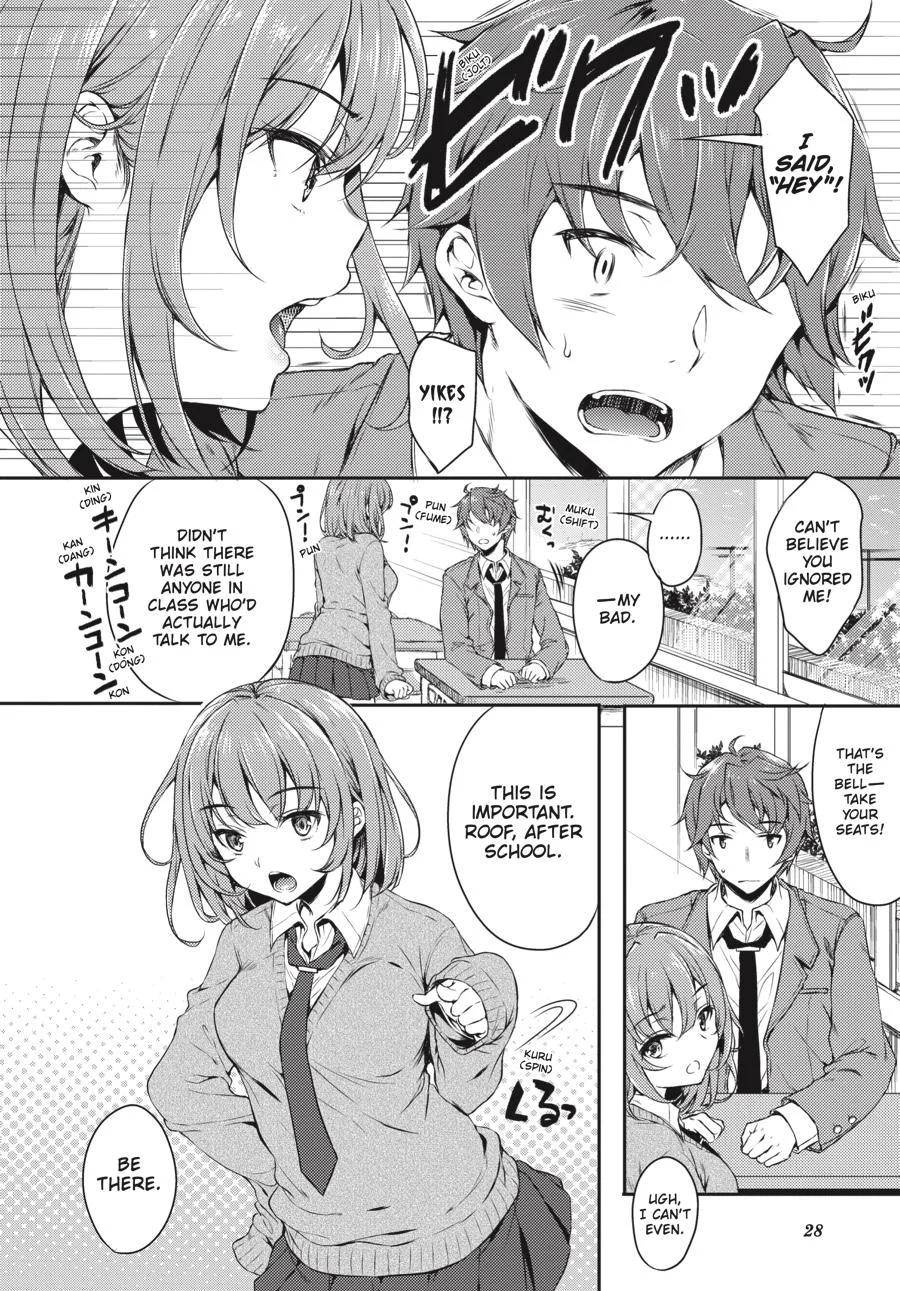 I
SAID,
"HEY"!
ビクッ
BIKU
(JOLT)
BIKU
ビクッ
YIKES
!!?
CAN'T
BELIEVE
YOU
IGNORED
ME!
......
—MY
BAD.
MUKU
(SHIFT)
むくっ
PUN
(FUME)
プンー!
PUN
プンー!
DIDN'T
THINK THERE
WAS STILL
ANYONE IN
CLASS WHO'D
ACTUALLY
TALK TO ME.
KIN
(DING)
キーンコーン
KON
(DONG)
KAN
(DANG)
カーンコーン
KON
THAT'S
THE
BELL—
TAKE
YOUR
SEATS!
UGH,
I CAN'T
EVEN.
THIS IS
IMPORTANT.
ROOF, AFTER
SCHOOL.
KURU
(SPIN)
くるっ
BE
THERE.
28